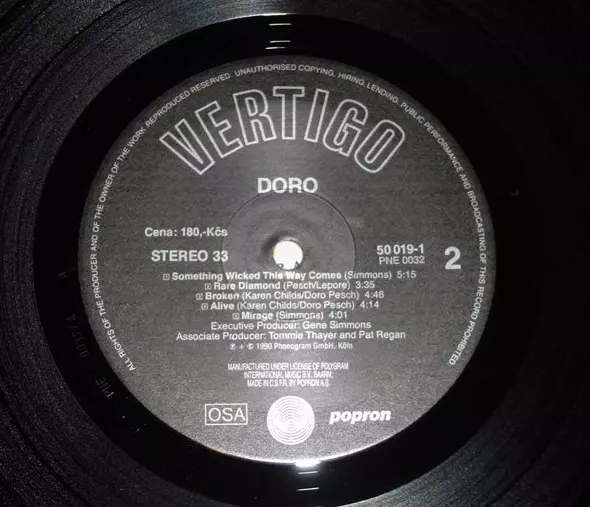 ALL RIGHTS OF THE PRODUCER AND OF THE OWNER OF THE WORK REPRODUCED RESERVED UNAUTHORISED COPYING, HIRING, LENDING, PUBLIC PERFORMANCE AND BROADCASTING OF THIS RECORD PROHIBITED
VERTIGO
DORO
Cena: 180,-Kčs
STEREO 33
50 019-1
PNE 0032
2
Something Wicked This Way Comes (Simmons) 5:15
Rare Diamond (Pesch/Lepore) 3:35
Broken (Karen Childs/Doro Pesch) 4:46
Alive (Karen Childs/Doro Pesch) 4:14
Mirage (Simmons) 4:01
Executive Producer: Gene Simmons
Associate Producer: Tommie Thayer and Pat Regan
℗ + © 1990 Phonogram GmbH, Köln
MANUFACTURED UNDER LICENSE OF POLYGRAM
INTERNATIONAL MUSIC B.V. BAARN.
MADE IN C.S.F.R. BY POPRON A.S.
OSA
popron